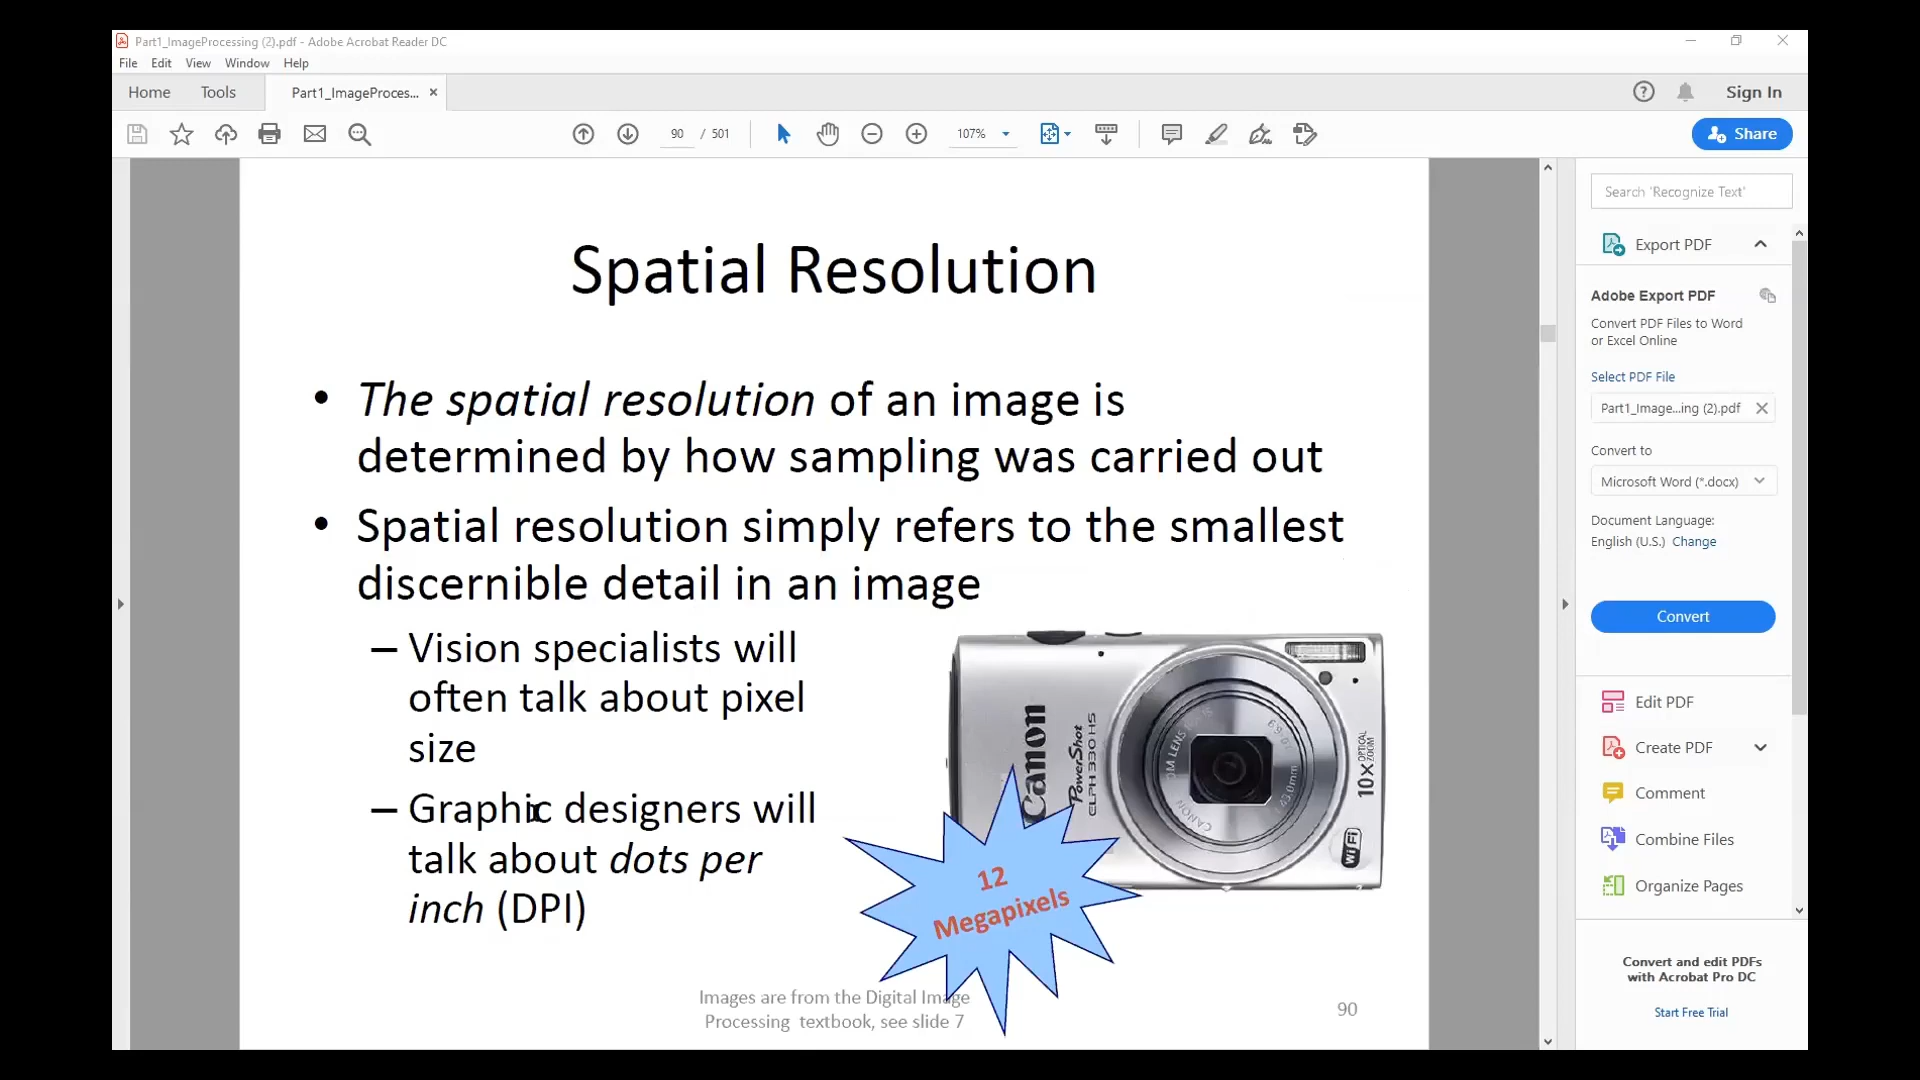 Part1_ImageProcessing (2).pdf - Adobe Acrobat Reader DC
File Edit View Window Help
Home Tools Part1_ImageProces... × Sign In
90 / 501 107% Share
Spatial Resolution
• The spatial resolution of an image is
determined by how sampling was carried out
• Spatial resolution simply refers to the smallest
discernible detail in an image
– Vision specialists will
often talk about pixel
size
– Graphic designers will
talk about dots per
inch (DPI)
Canon
PowerShot
ELPH 330 HS
10X OPTICAL
ZOOM
WiFi
12
Megapixels
Images are from the Digital Image
Processing textbook, see slide 7
90
Search 'Recognize Text'
Export PDF
Adobe Export PDF
Convert PDF Files to Word
or Excel Online
Select PDF File
Part1_Image...ing (2).pdf
Convert to
Microsoft Word (*.docx)
Document Language:
English (U.S.) Change
Convert
Edit PDF
Create PDF
Comment
Combine Files
Organize Pages
Convert and edit PDFs
with Acrobat Pro DC
Start Free Trial